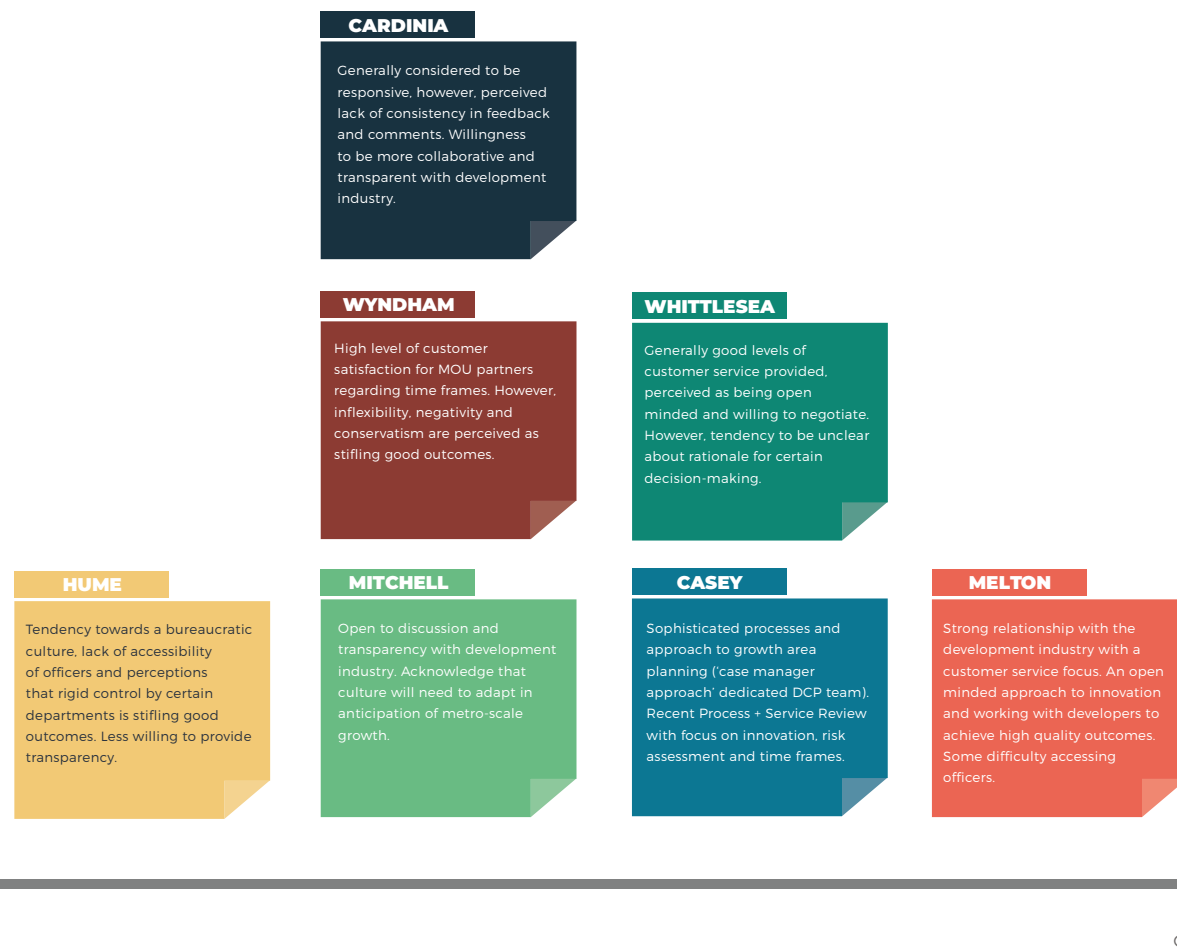 CARDINIA
Generally considered to be
responsive, however, perceived
lack of consistency in feedback
and comments. Willingness
to be more collaborative and
transparent with development
industry.
WYNDHAM
High level of customer
satisfaction for MOU partners
regarding time frames. However,
inflexibility, negativity and
conservatism are perceived as
stifling good outcomes.
WHITTLESEA
Generally good levels of
customer service provided,
perceived as being open
minded and willing to negotiate.
However, tendency to be unclear
about rationale for certain
decision-making.
HUME
Tendency towards a bureaucratic
culture, lack of accessibility
of officers and perceptions
that rigid control by certain
departments is stifling good
outcomes. Less willing to provide
transparency.
MITCHELL
Open to discussion and
transparency with development
industry. Acknowledge that
culture will need to adapt in
anticipation of metro-scale
growth.
CASEY
Sophisticated processes and
approach to growth area
planning (‘case manager
approach’ dedicated DCP team).
Recent Process + Service Review
with focus on innovation, risk
assessment and time frames.
MELTON
Strong relationship with the
development industry with a
customer service focus. An open
minded approach to innovation
and working with developers to
achieve high quality outcomes.
Some difficulty accessing
officers.